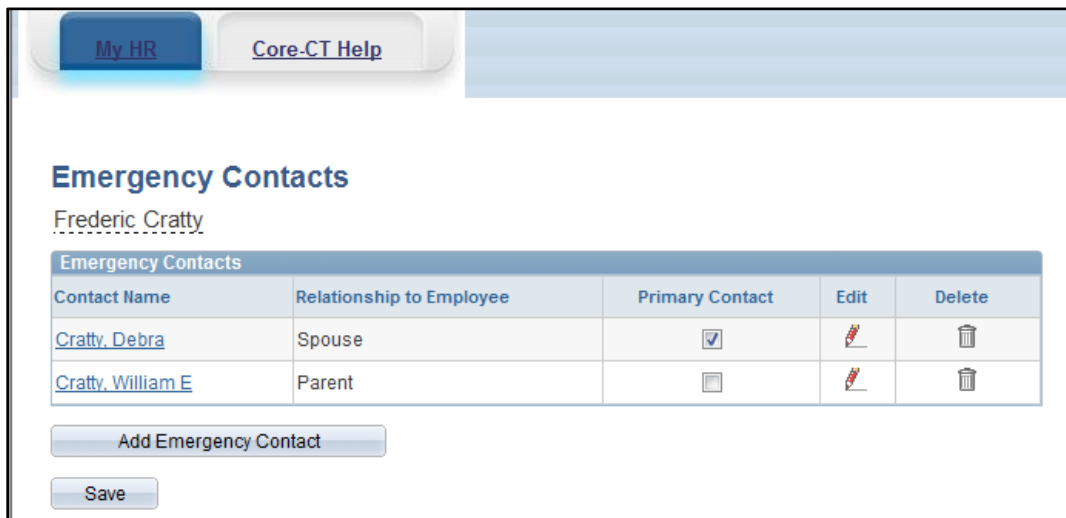 My HR Core-CT Help
Emergency Contacts
Frederic Cratty
Emergency Contacts
Contact Name Relationship to Employee Primary Contact Edit Delete
Cratty, Debra Spouse
Cratty, William E Parent
Add Emergency Contact
Save